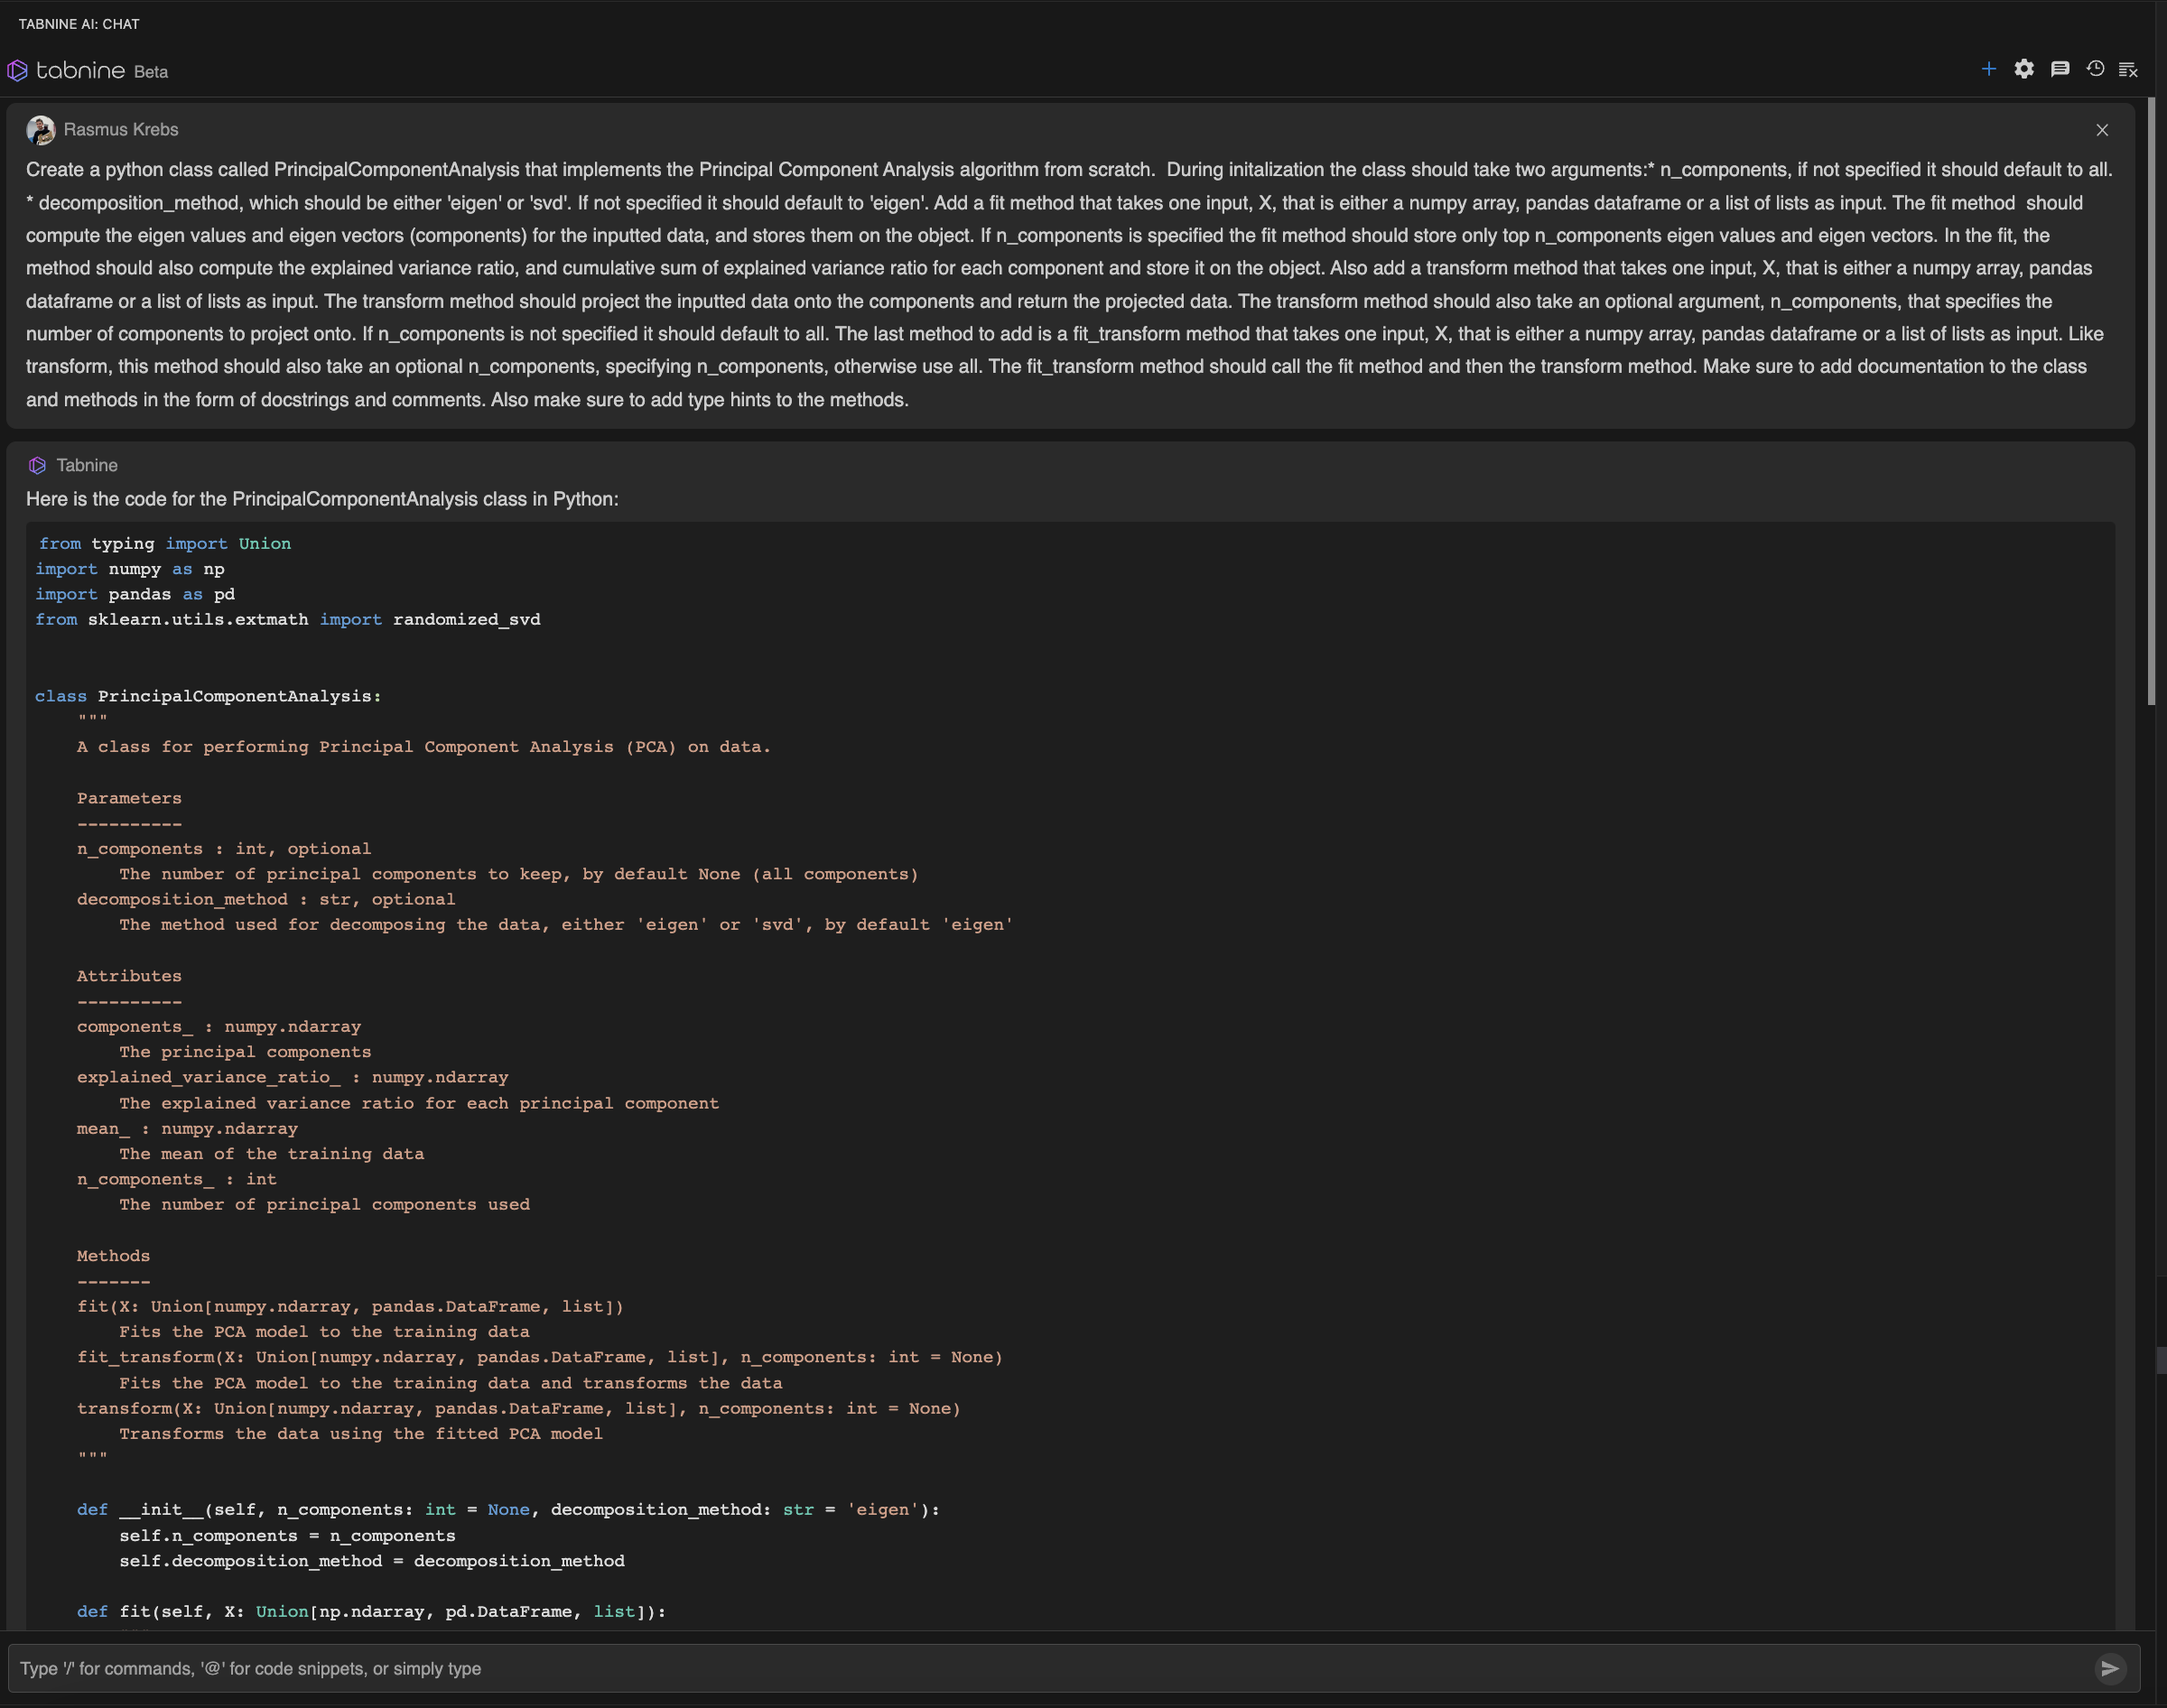 TABNINE AI: CHAT
tabnine Beta
Rasmus Krebs
Create a python class called PrincipalComponentAnalysis that implements the Principal Component Analysis algorithm from scratch.  During initalization the class should take two arguments:* n_components, if not specified it should default to all.
* decomposition_method, which should be either 'eigen' or 'svd'. If not specified it should default to 'eigen'. Add a fit method that takes one input, X, that is either a numpy array, pandas dataframe or a list of lists as input. The fit method  should
compute the eigen values and eigen vectors (components) for the inputted data, and stores them on the object. If n_components is specified the fit method should store only top n_components eigen values and eigen vectors. In the fit, the
method should also compute the explained variance ratio, and cumulative sum of explained variance ratio for each component and store it on the object. Also add a transform method that takes one input, X, that is either a numpy array, pandas
dataframe or a list of lists as input. The transform method should project the inputted data onto the components and return the projected data. The transform method should also take an optional argument, n_components, that specifies the
number of components to project onto. If n_components is not specified it should default to all. The last method to add is a fit_transform method that takes one input, X, that is either a numpy array, pandas dataframe or a list of lists as input. Like
transform, this method should also take an optional n_components, specifying n_components, otherwise use all. The fit_transform method should call the fit method and then the transform method. Make sure to add documentation to the class
and methods in the form of docstrings and comments. Also make sure to add type hints to the methods.
Tabnine
Here is the code for the PrincipalComponentAnalysis class in Python:
from typing import Union
import numpy as np
import pandas as pd
from sklearn.utils.extmath import randomized_svd
class PrincipalComponentAnalysis:
    """
    A class for performing Principal Component Analysis (PCA) on data.
    Parameters
    ----------
    n_components : int, optional
        The number of principal components to keep, by default None (all components)
    decomposition_method : str, optional
        The method used for decomposing the data, either 'eigen' or 'svd', by default 'eigen'
    Attributes
    ----------
    components_ : numpy.ndarray
        The principal components
    explained_variance_ratio_ : numpy.ndarray
        The explained variance ratio for each principal component
    mean_ : numpy.ndarray
        The mean of the training data
    n_components_ : int
        The number of principal components used
    Methods
    -------
    fit(X: Union[numpy.ndarray, pandas.DataFrame, list])
        Fits the PCA model to the training data
    fit_transform(X: Union[numpy.ndarray, pandas.DataFrame, list], n_components: int = None)
        Fits the PCA model to the training data and transforms the data
    transform(X: Union[numpy.ndarray, pandas.DataFrame, list], n_components: int = None)
        Transforms the data using the fitted PCA model
    """
    def __init__(self, n_components: int = None, decomposition_method: str = 'eigen'):
        self.n_components = n_components
        self.decomposition_method = decomposition_method
    def fit(self, X: Union[np.ndarray, pd.DataFrame, list]):
Type '/' for commands, '@' for code snippets, or simply type